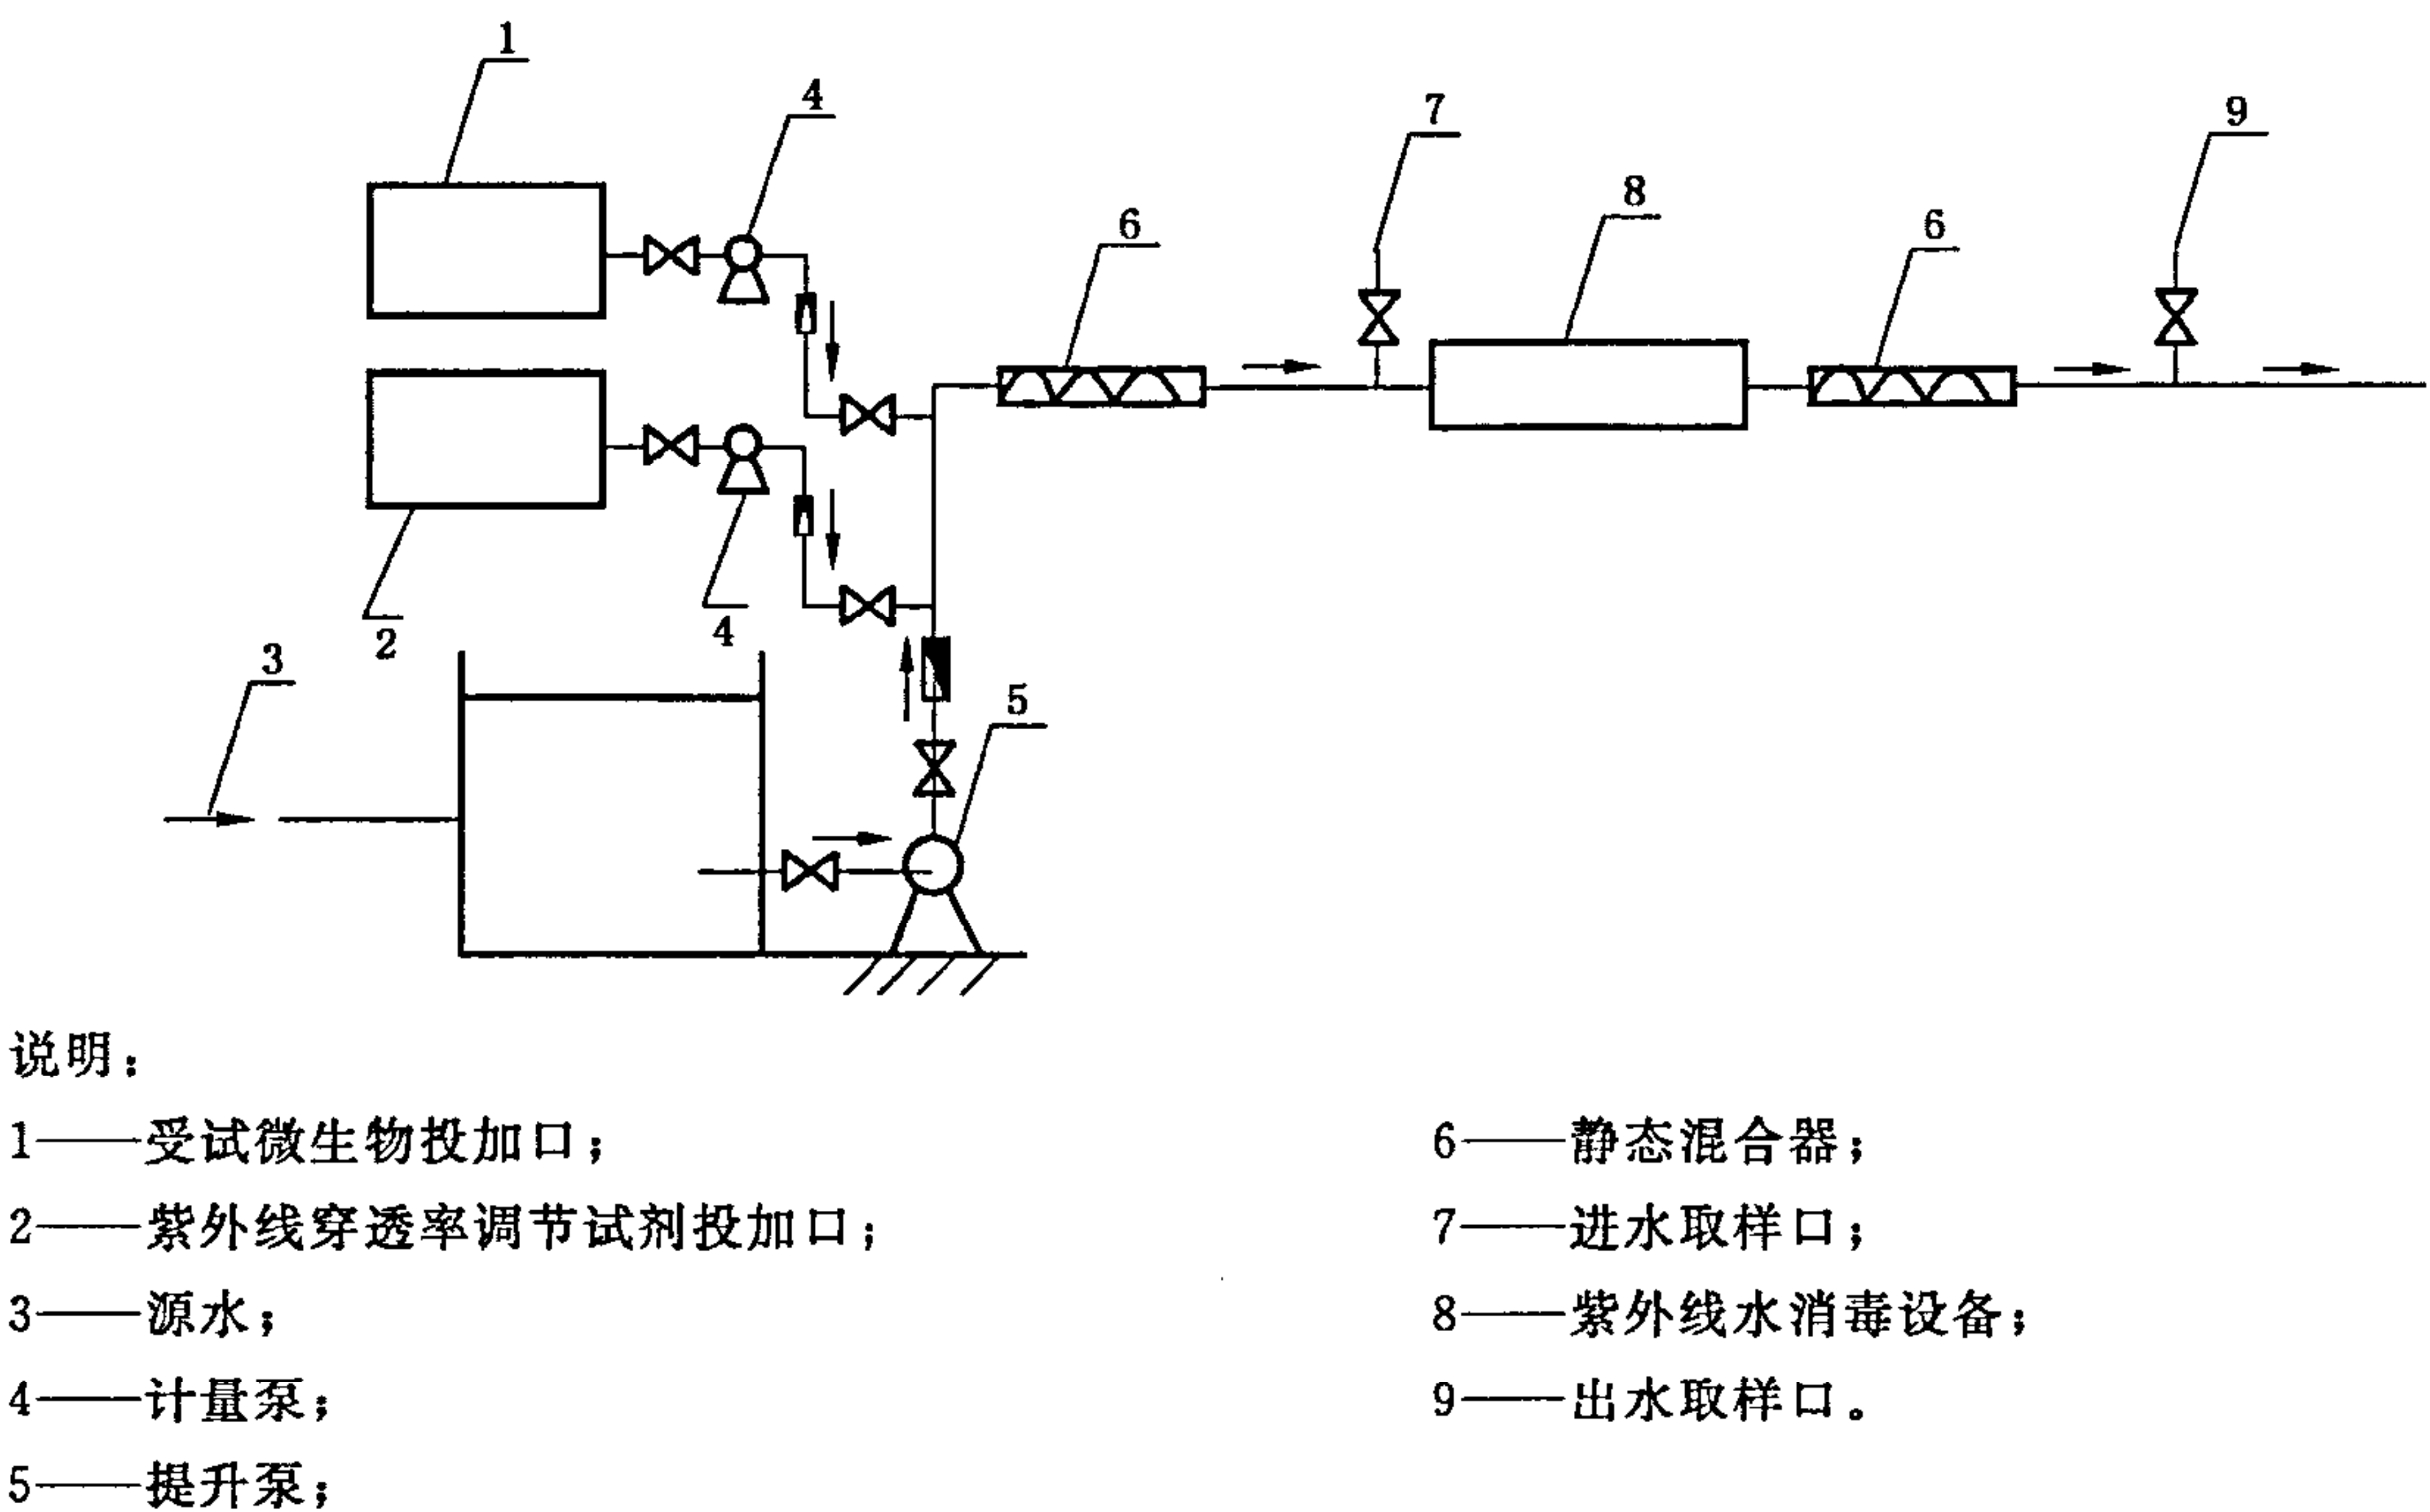 1
4
7
9
8
6
6
2
4
3
5
说明:
1——受试微生物投加口;
2——紫外线穿透率调节试剂投加口;
3——源水;
4——计量泵;
5——提升泵;
6——静态混合器;
7——进水取样口;
8——紫外线水消毒设备;
9——出水取样口。